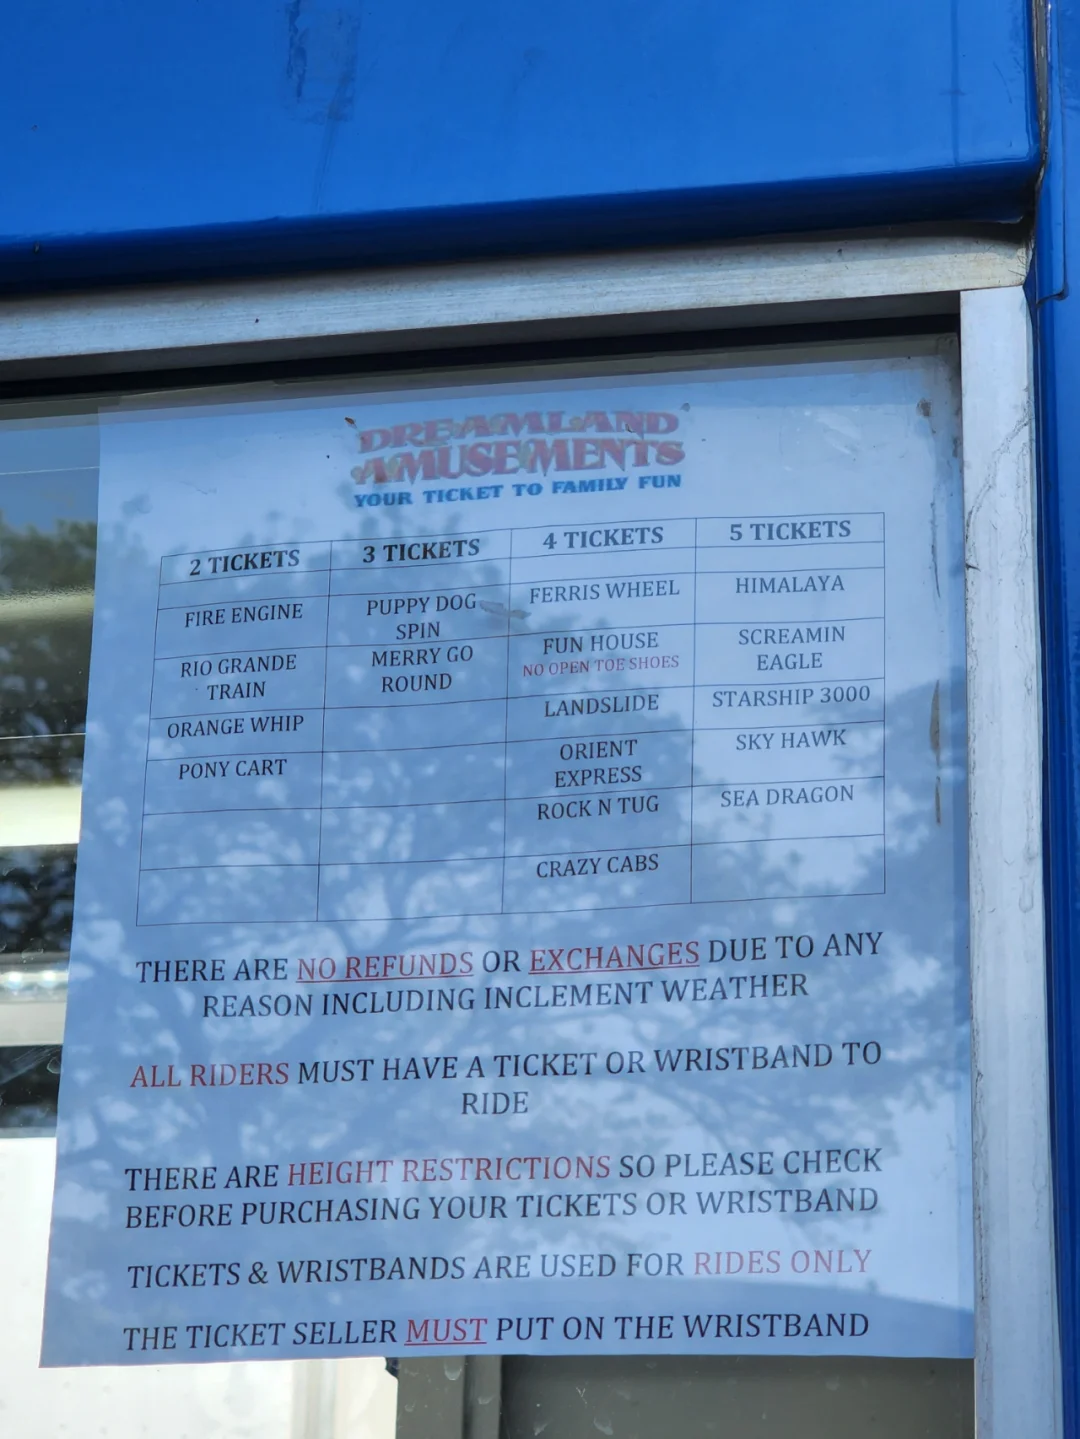 DREAMLAND
AMUSEMENTS
YOUR TICKET TO FAMILY FUN
2 TICKETS 3 TICKETS 4 TICKETS 5 TICKETS
FIRE ENGINE PUPPY DOG SPIN FERRIS WHEEL HIMALAYA
RIO GRANDE TRAIN MERRY GO ROUND FUN HOUSE NO OPEN TOE SHOES SCREAMIN EAGLE
ORANGE WHIP LANDSLIDE STARSHIP 3000
PONY CART ORIENT EXPRESS SKY HAWK
ROCK N TUG SEA DRAGON
CRAZY CABS
THERE ARE NO REFUNDS OR EXCHANGES DUE TO ANY
REASON INCLUDING INCLEMENT WEATHER
ALL RIDERS MUST HAVE A TICKET OR WRISTBAND TO
RIDE
THERE ARE HEIGHT RESTRICTIONS SO PLEASE CHECK
BEFORE PURCHASING YOUR TICKETS OR WRISTBAND
TICKETS & WRISTBANDS ARE USED FOR RIDES ONLY
THE TICKET SELLER MUST PUT ON THE WRISTBAND